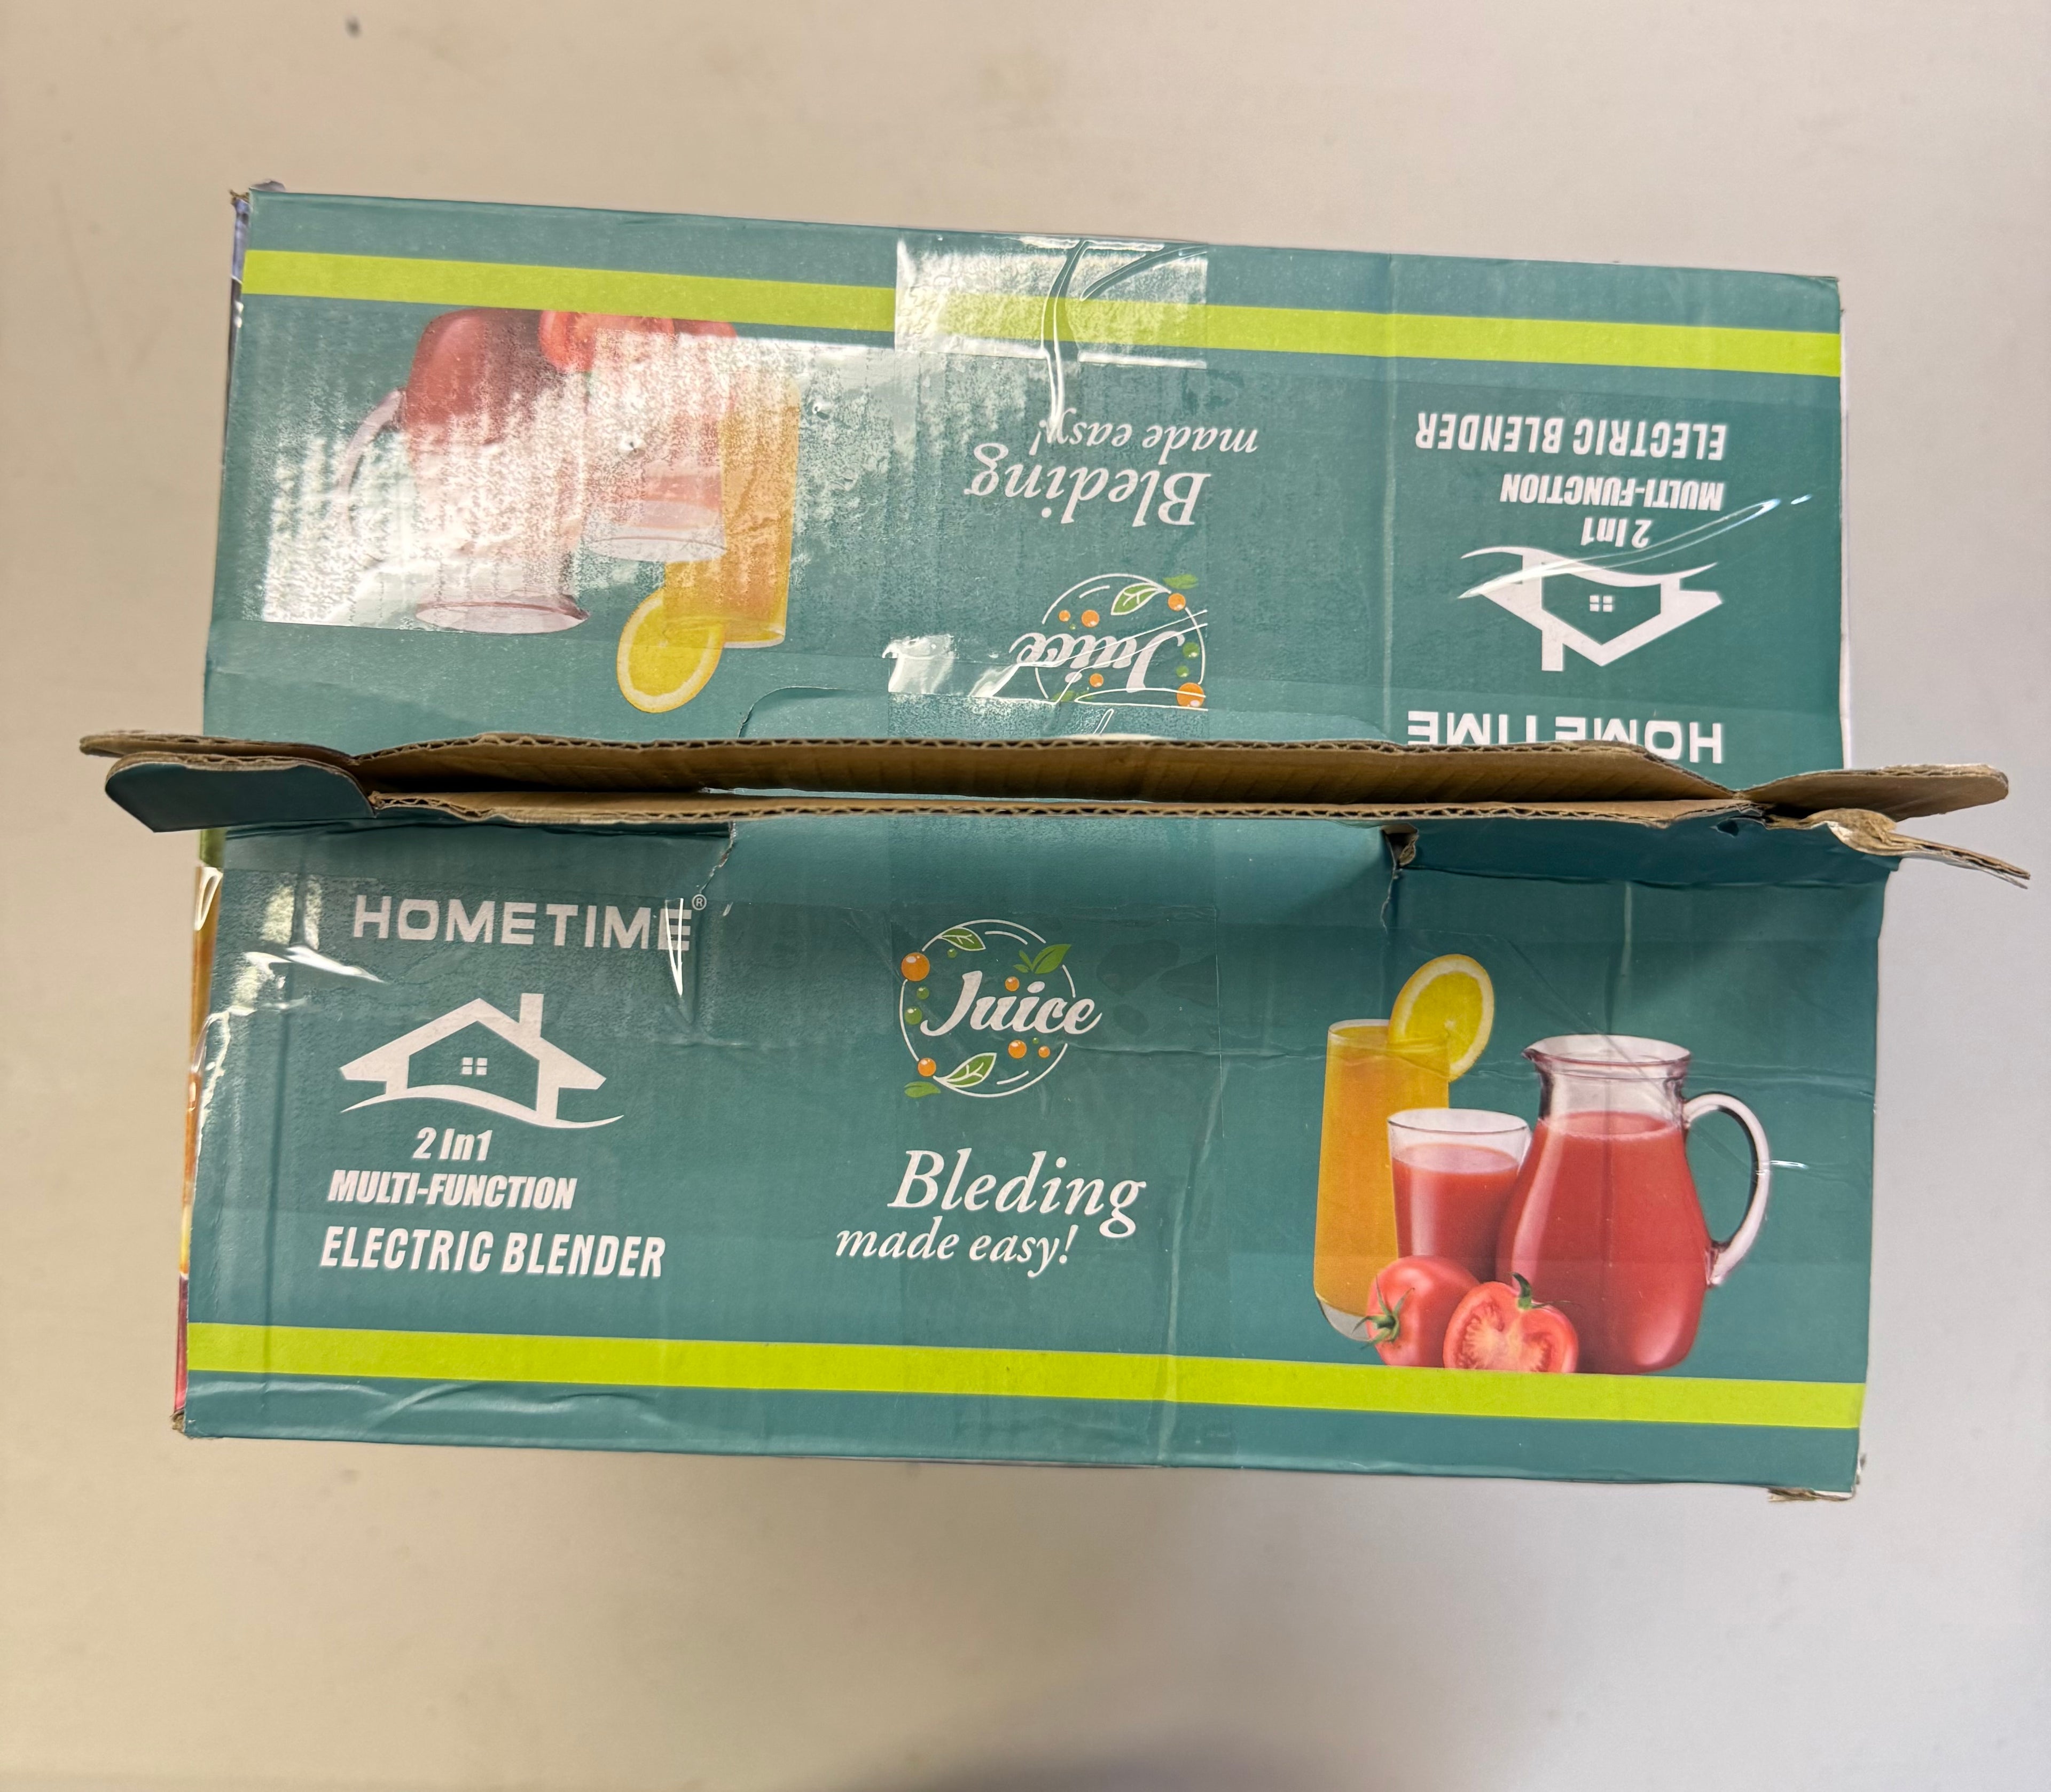 Bleding
made easy!
Juice
ELECTRIC BLENDER
MULTI-FUNCTION
2 In1
HOMETIME
HOMETIME®
2 In1
MULTI-FUNCTION
ELECTRIC BLENDER
Juice
Bleding
made easy!